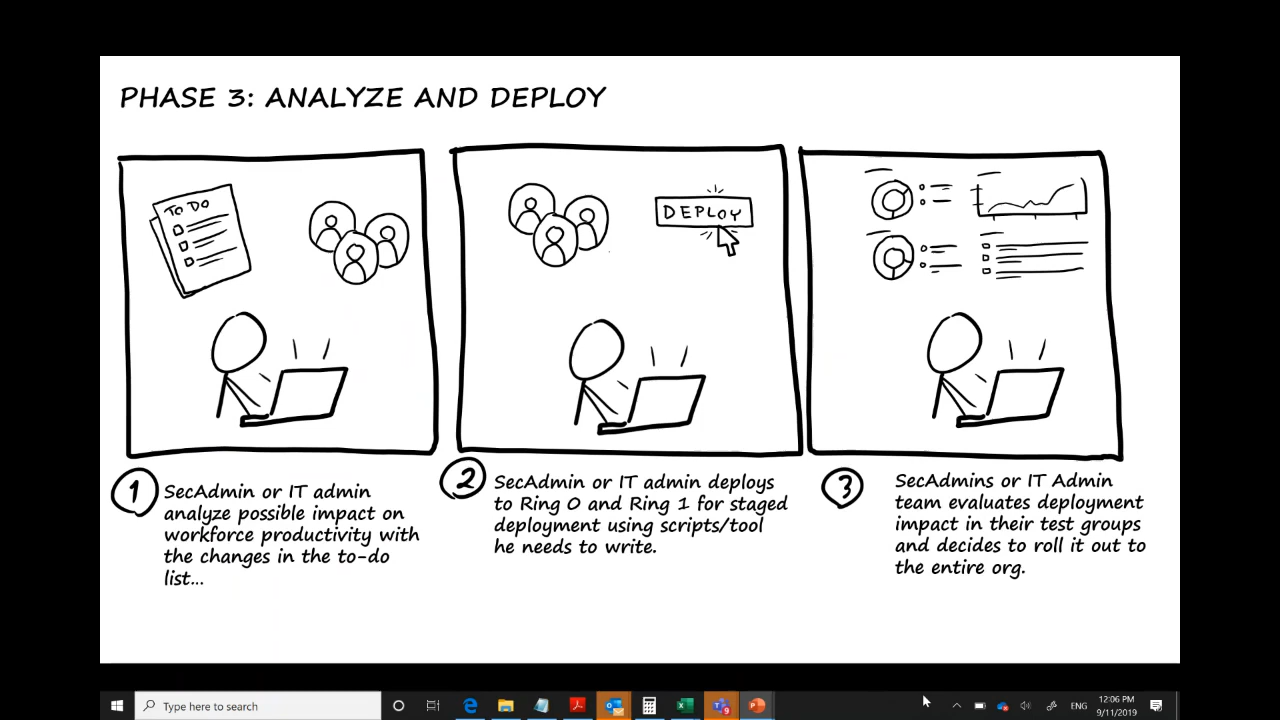 PHASE 3: ANALYZE AND DEPLOY
TO DO
DEPLOY
1
SecAdmin or IT admin
analyze possible impact on
workforce productivity with
the changes in the to-do
list...
2
SecAdmin or IT admin deploys
to Ring 0 and Ring 1 for staged
deployment using scripts/tool
he needs to write.
3
SecAdmins or IT Admin
team evaluates deployment
impact in their test groups
and decides to roll it out to
the entire org.
Type here to search
9
ENG
12:06 PM
9/11/2019